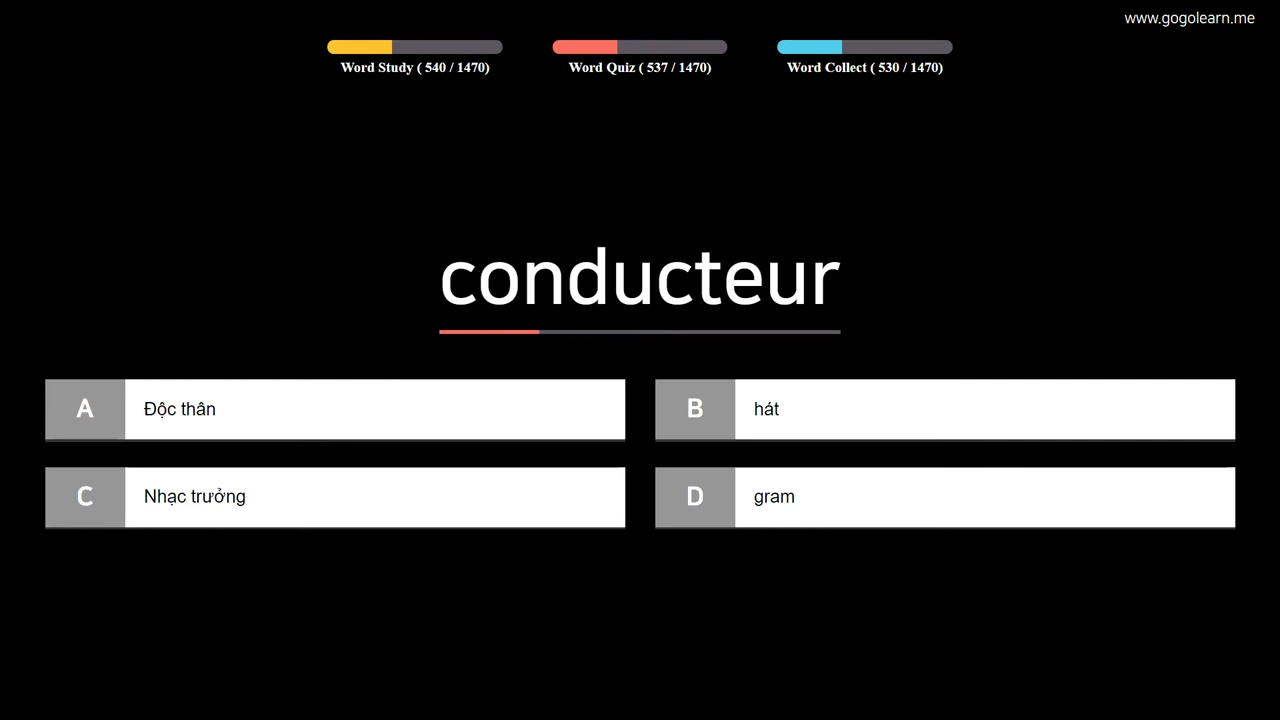 www.gogolearn.me
Word Study ( 540 / 1470)
Word Quiz ( 537 / 1470)
Word Collect ( 530 / 1470)
conducteur
A Độc thân
B hát
C Nhạc trưởng
D gram